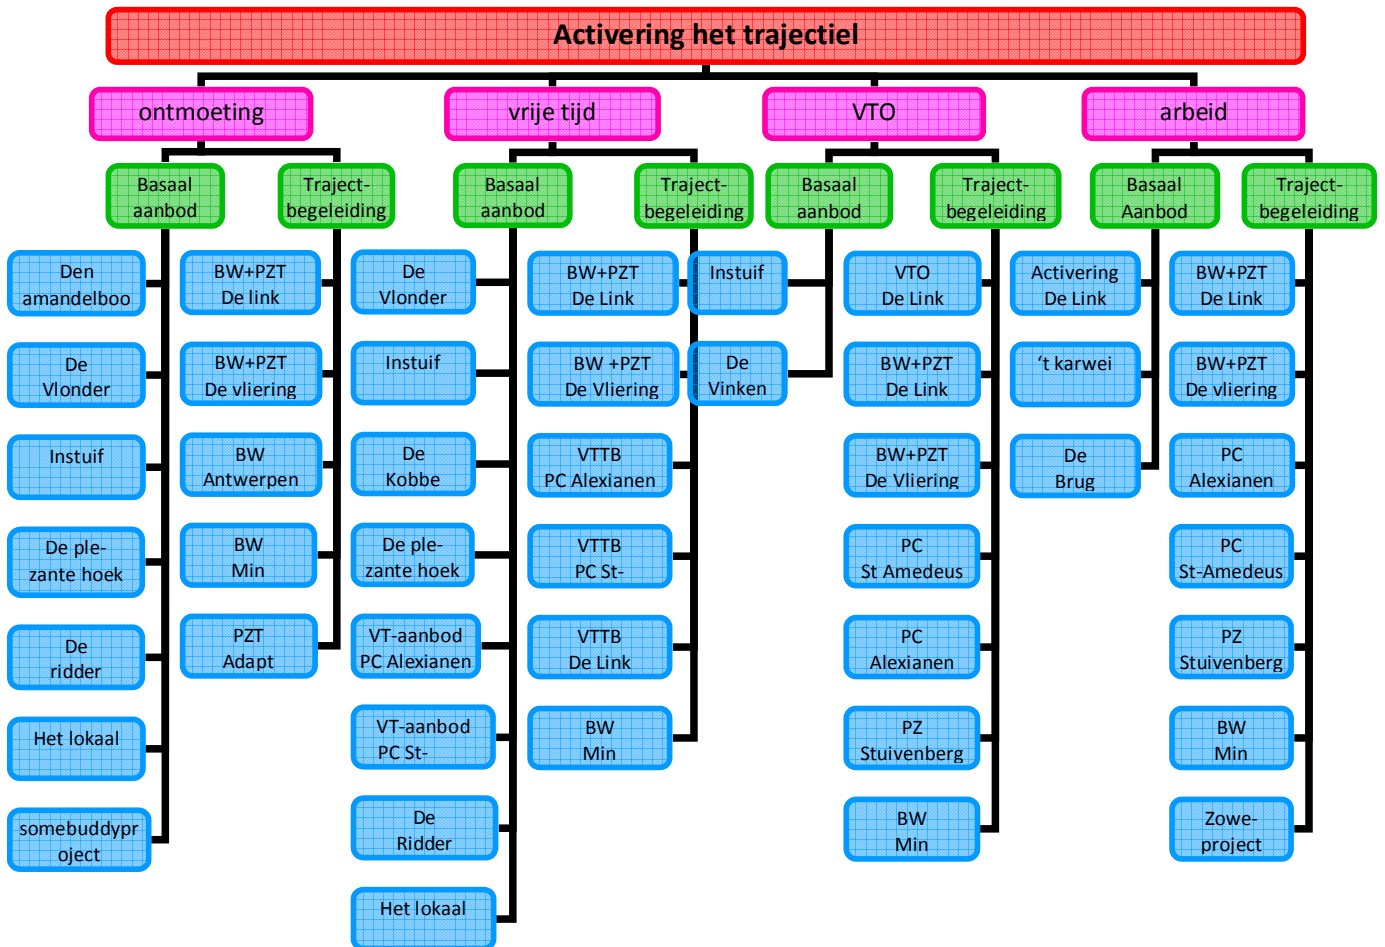 Activering het trajectiel
ontmoeting
vrije tijd
VTO
arbeid
Basaal
aanbod
Traject-
begeleiding
Basaal
aanbod
Traject-
begeleiding
Basaal
aanbod
Traject-
begeleiding
Basaal
Aanbod
Traject-
begeleiding
Den
amandelboo
De
Vlonder
Instuif
De ple-
zante hoek
De
ridder
Het lokaal
somebuddypr
oject
BW+PZT
De link
BW+PZT
De vliering
BW
Antwerpen
BW
Min
PZT
Adapt
De
Vlonder
Instuif
De
Kobbe
De ple-
zante hoek
VT-aanbod
PC Alexianen
VT-aanbod
PC St-
De
Ridder
Het lokaal
BW+PZT
De Link
BW +PZT
De Vliering
VTTB
PC Alexianen
VTTB
PC St-
VTTB
De Link
BW
Min
Instuif
De
Vinken
VTO
De Link
BW+PZT
De Link
BW+PZT
De Vliering
PC
St Amedeus
PC
Alexianen
PZ
Stuivenberg
BW
Min
Activering
De Link
‘t karwei
De
Brug
BW+PZT
De Link
BW+PZT
De vliering
PC
Alexianen
PC
St-Amedeus
PZ
Stuivenberg
BW
Min
Zowe-
project